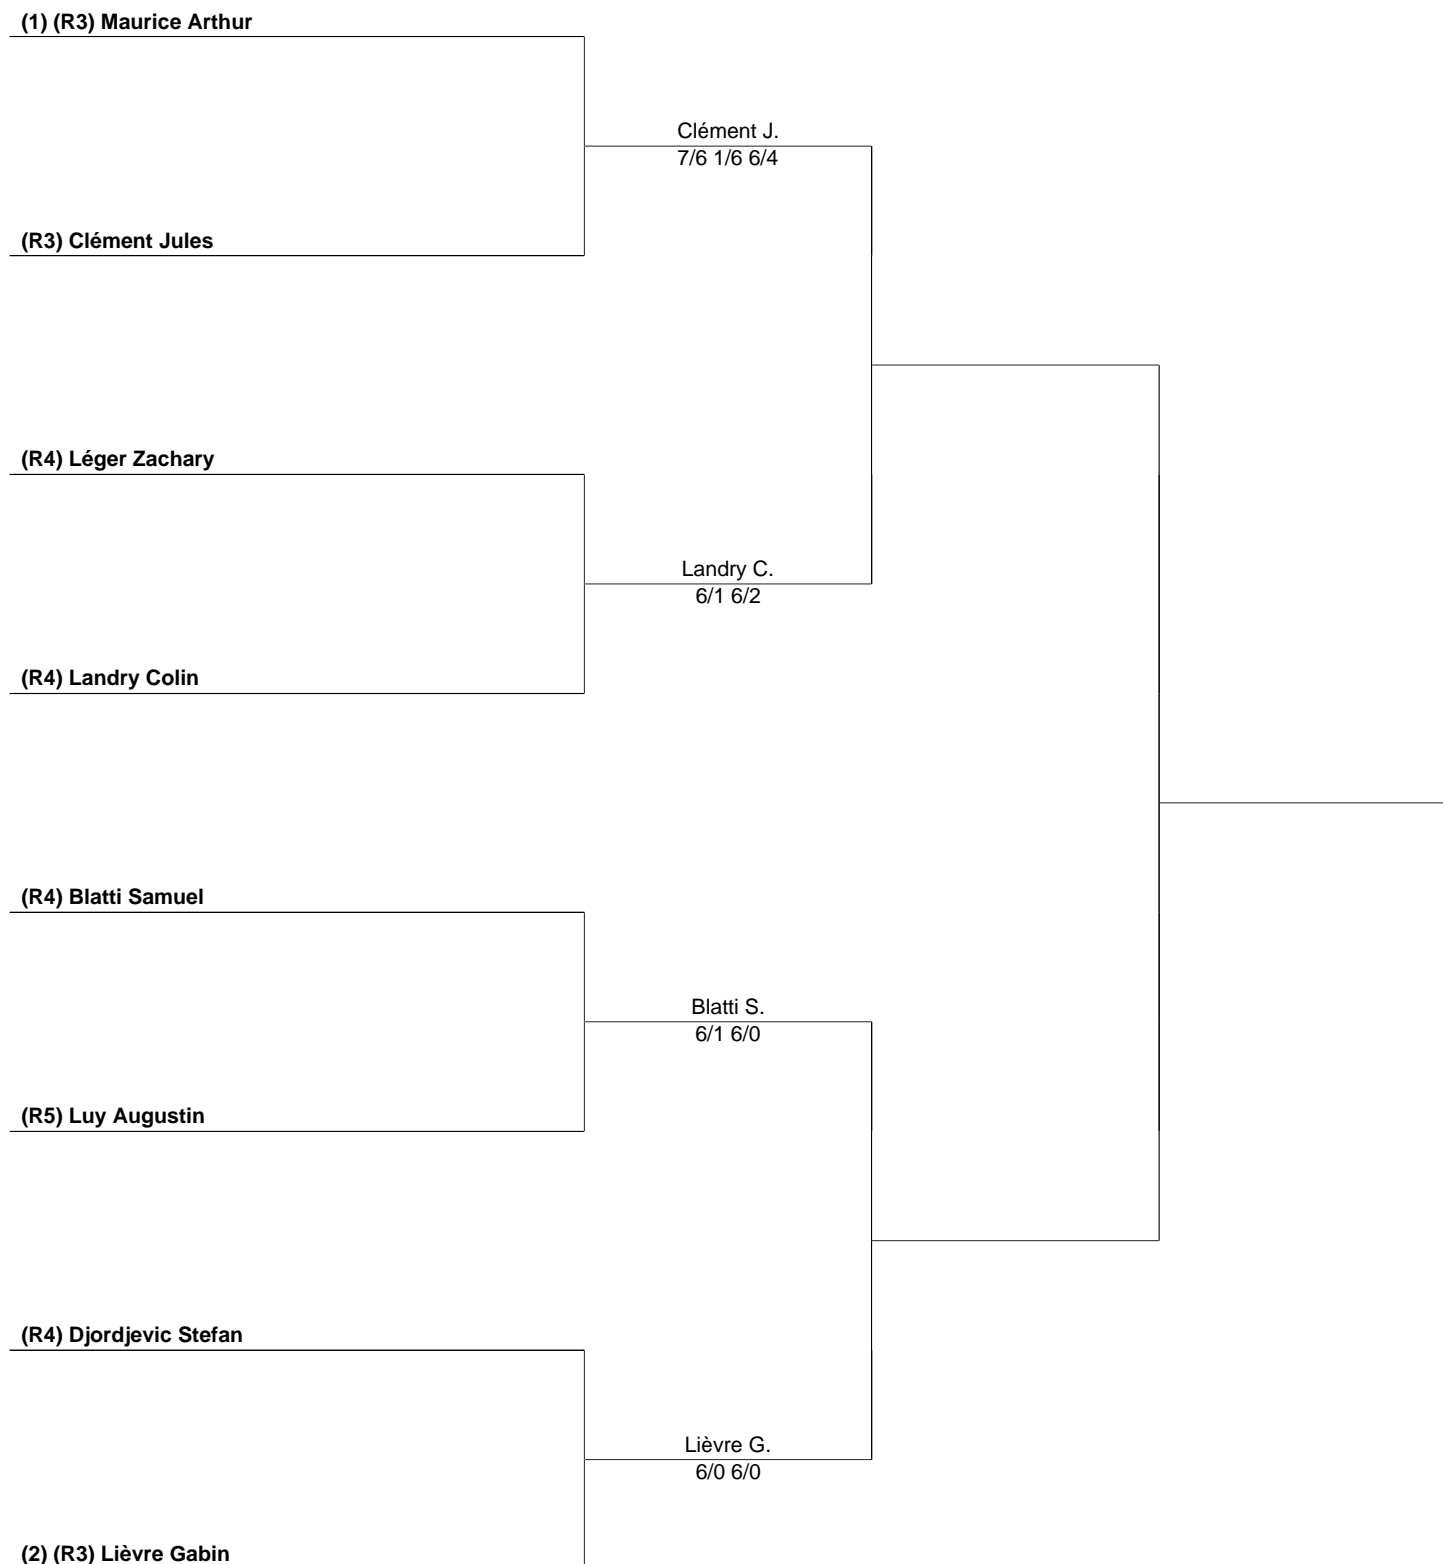 (1) (R3) Maurice Arthur
Clément J.
7/6 1/6 6/4
(R3) Clément Jules
(R4) Léger Zachary
Landry C.
6/1 6/2
(R4) Landry Colin
(R4) Blatti Samuel
Blatti S.
6/1 6/0
(R5) Luy Augustin
(R4) Djordjevic Stefan
Lièvre G.
6/0 6/0
(2) (R3) Lièvre Gabin